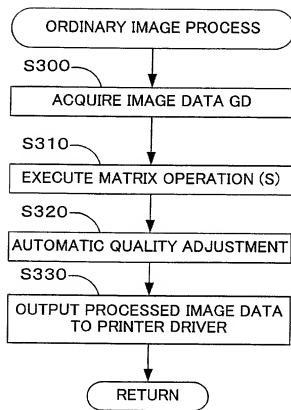 ORDINARY IMAGE PROCESS
S300
ACQUIRE IMAGE DATA GD
S310
EXECUTE MATRIX OPERATION (S)
S320
AUTOMATIC QUALITY ADJUSTMENT
S330
OUTPUT PROCESSED IMAGE DATA
TO PRINTER DRIVER
RETURN